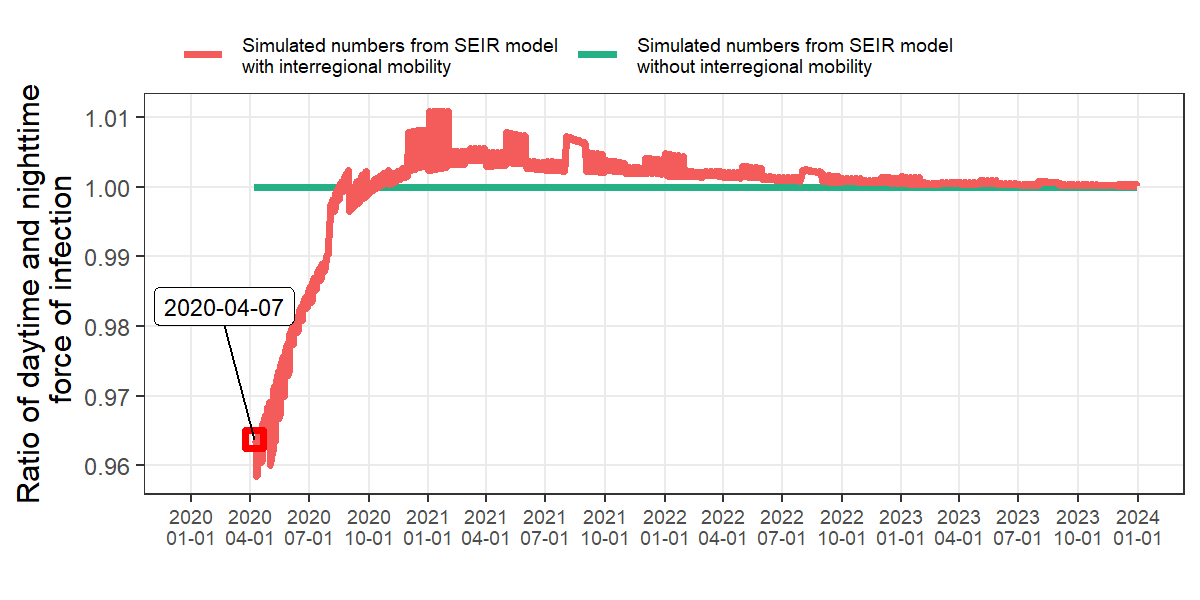 Simulated numbers from SEIR model
with interregional mobility
Simulated numbers from SEIR model
without interregional mobility
Ratio of daytime and nighttime
force of infection
1.01
1.00
0.99
0.98
0.97
0.96
2020-04-07
2020 2020 2020 2020 2021 2021 2021 2021 2022 2022 2022 2022 2023 2023 2023 2023 2024
01-01 04-01 07-01 10-01 01-01 04-01 07-01 10-01 01-01 04-01 07-01 10-01 01-01 04-01 07-01 10-01 01-01